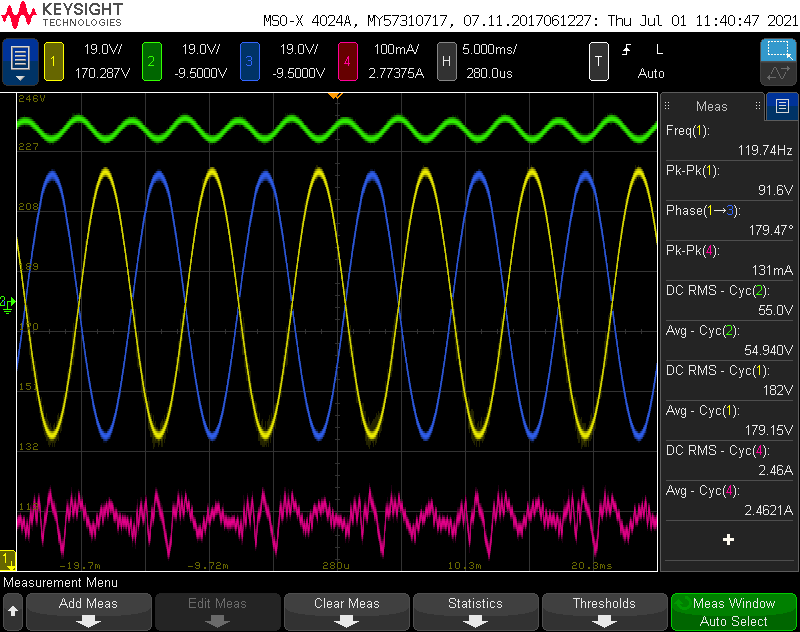 KEYSIGHT
TECHNOLOGIES
MSO-X 4024A, MY57310717, 07.11.2017061227: Thu Jul 01 11:40:47 2021
1 19.0V/ 2 19.0V/ 3 19.0V/ 4 100mA/ H 5.000ms/ T L
170.287V -9.5000V -9.5000V 2.77375A 280.0us Auto
246V
227
208
189
170
151
132
113
-19.7m -9.72m 280u 10.3m 20.3ms
2
1
Meas
Freq(1):
119.74Hz
Pk-Pk(1):
91.6V
Phase(1→3):
179.47°
Pk-Pk(4):
131mA
DC RMS - Cyc(2):
55.0V
Avg - Cyc(2):
54.940V
DC RMS - Cyc(1):
182V
Avg - Cyc(1):
179.15V
DC RMS - Cyc(4):
2.46A
Avg - Cyc(4):
2.4621A
Measurement Menu
Add Meas
Edit Meas
Clear Meas
Statistics
Thresholds
Meas Window
Auto Select